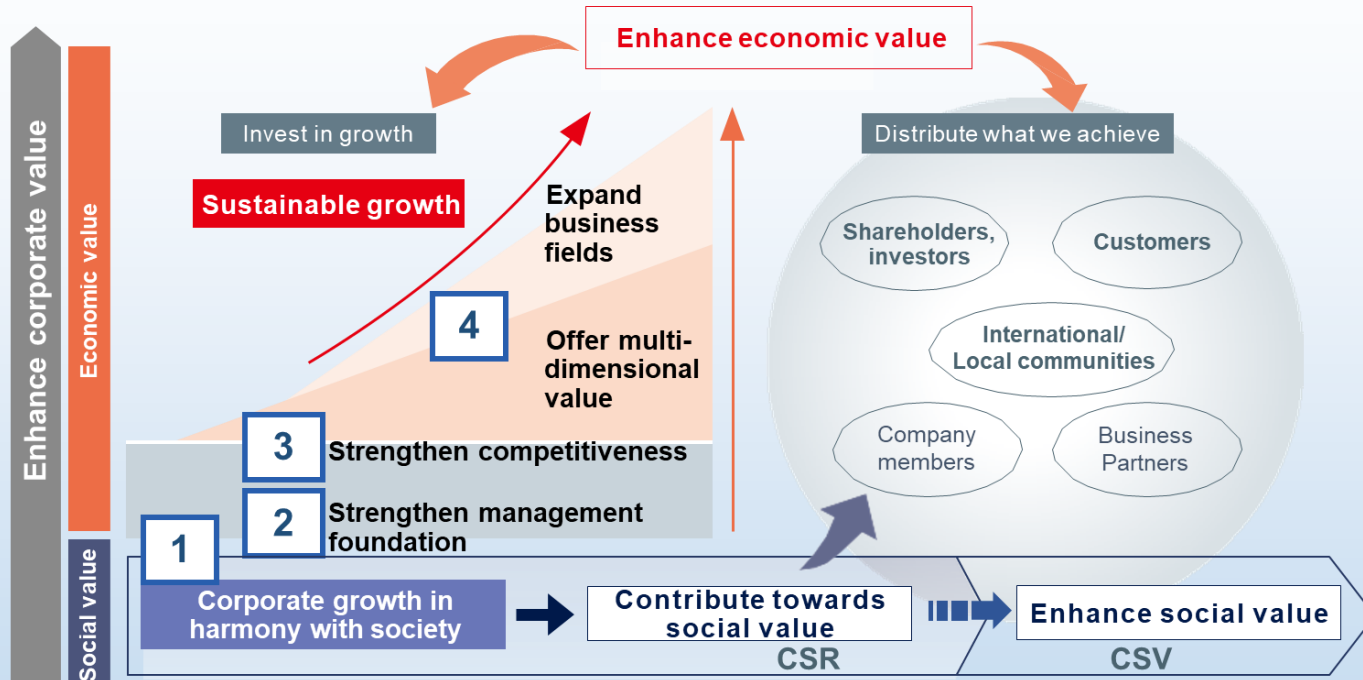 Enhance corporate value
Economic value
Social value
Enhance economic value
Invest in growth
Distribute what we achieve
Sustainable growth
Expand
business
fields
4
Offer multi-
dimensional
value
3
Strengthen competitiveness
2
Strengthen management
foundation
1
Shareholders,
investors
Customers
International/
Local communities
Company
members
Business
Partners
Corporate growth in
harmony with society
Contribute towards
social value
CSR
Enhance social value
CSV